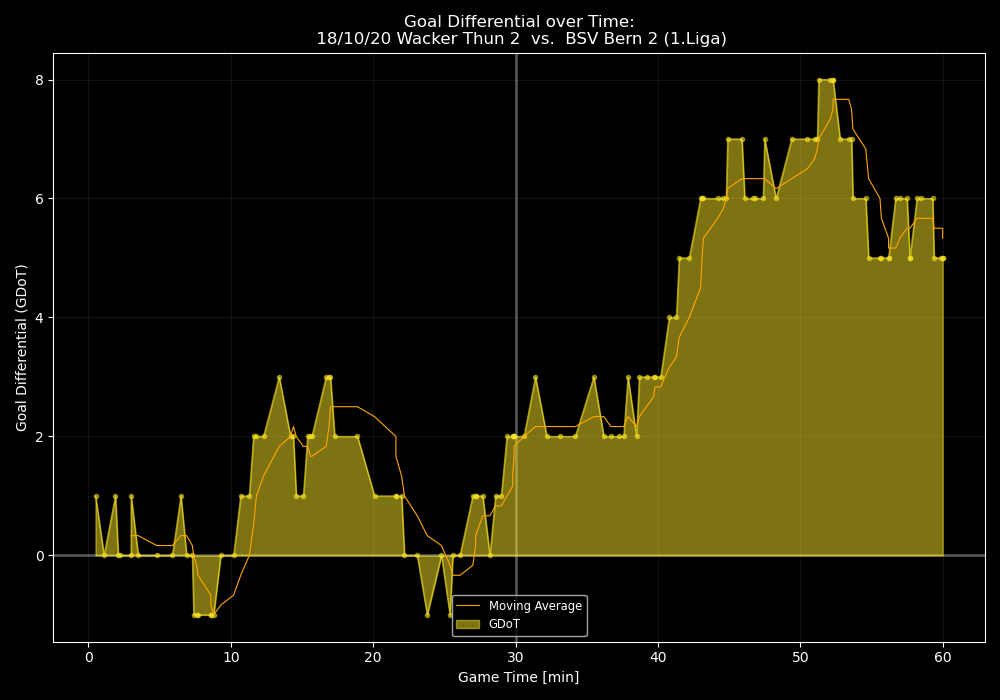 Goal Differential over Time:
18/10/20 Wacker Thun 2  vs.  BSV Bern 2 (1.Liga)
Goal Differential (GDoT)
8
6
4
2
0
Moving Average
GDoT
0 10 20 30 40 50 60
Game Time [min]